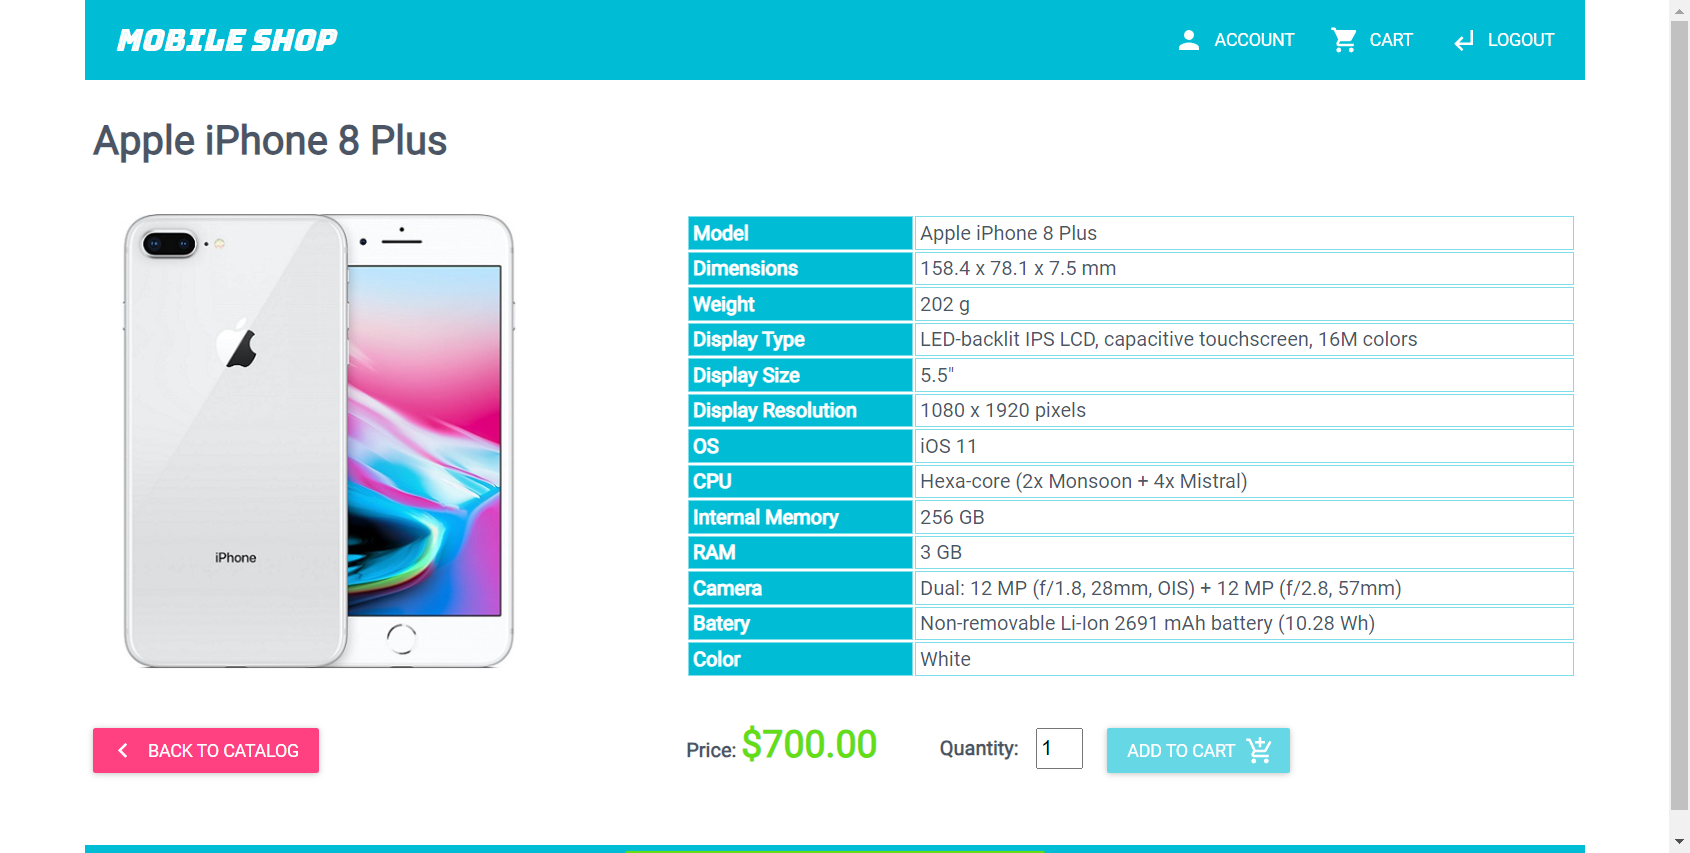 MOBILE SHOP
ACCOUNT
CART
LOGOUT
Apple iPhone 8 Plus
iPhone
Model Apple iPhone 8 Plus
Dimensions 158.4 x 78.1 x 7.5 mm
Weight 202 g
Display Type LED-backlit IPS LCD, capacitive touchscreen, 16M colors
Display Size 5.5"
Display Resolution 1080 x 1920 pixels
OS iOS 11
CPU Hexa-core (2x Monsoon + 4x Mistral)
Internal Memory 256 GB
RAM 3 GB
Camera Dual: 12 MP (f/1.8, 28mm, OIS) + 12 MP (f/2.8, 57mm)
Batery Non-removable Li-Ion 2691 mAh battery (10.28 Wh)
Color White
BACK TO CATALOG
Price: $700.00
Quantity: 1
ADD TO CART